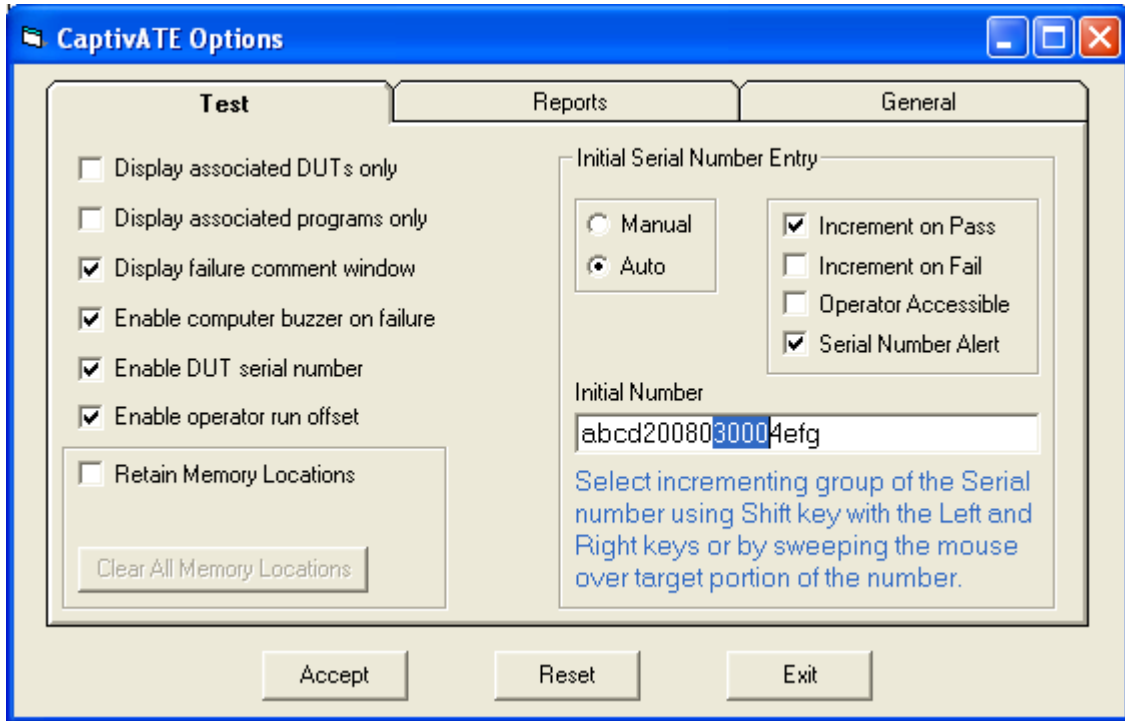 CaptivATE Options
Test
Reports
General
Display associated DUTs only
Display associated programs only
Display failure comment window
Enable computer buzzer on failure
Enable DUT serial number
Enable operator run offset
Retain Memory Locations
Clear All Memory Locations
Initial Serial Number Entry
Manual
Auto
Increment on Pass
Increment on Fail
Operator Accessible
Serial Number Alert
Initial Number
abcd2008030004efg
Select incrementing group of the Serial
number using Shift key with the Left and
Right keys or by sweeping the mouse
over target portion of the number.
Accept
Reset
Exit